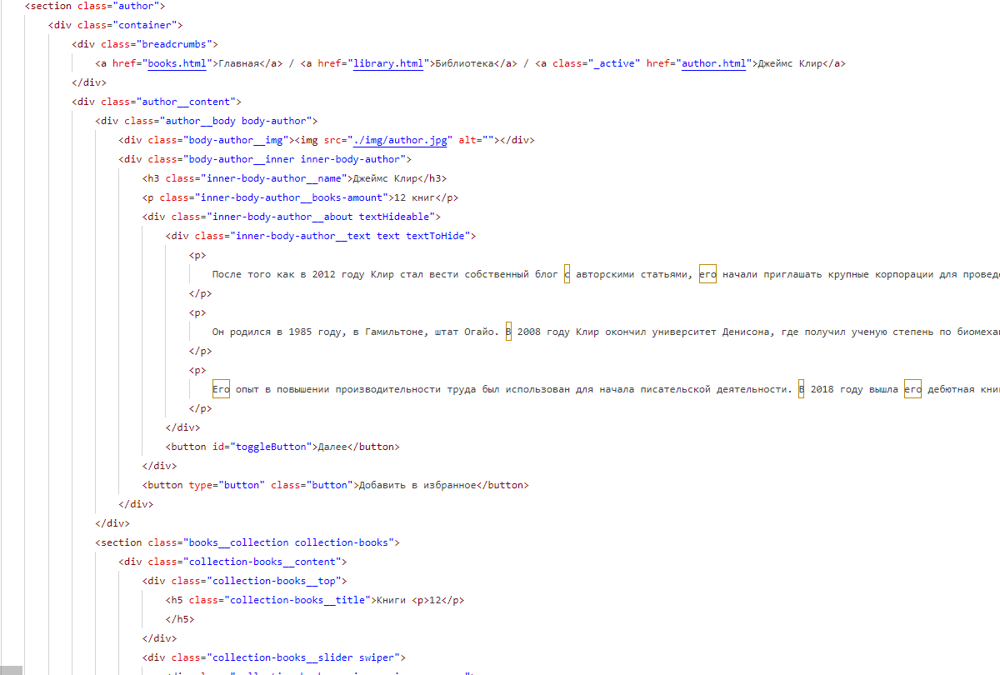 <section class="author">
<div class="container">
<div class="breadcrumbs">
<a href="books.html">Главная</a> / <a href="library.html">Библиотека</a> / <a class="_active" href="author.html">Джеймс Клир</a>
</div>
<div class="author__content">
<div class="author__body body-author">
<div class="body-author__img"><img src="./img/author.jpg" alt=""></div>
<div class="body-author__inner inner-body-author">
<h3 class="inner-body-author__name">Джеймс Клир</h3>
<p class="inner-body-author__books-amount">12 книг</p>
<div class="inner-body-author__about textHideable">
<div class="inner-body-author__text text textToHide">
<p>
После того как в 2012 году Клир стал вести собственный блог с авторскими статьями, его начали приглашать крупные корпорации для провед
</p>
<p>
Он родился в 1985 году, в Гамильтоне, штат Огайо. В 2008 году Клир окончил университет Денисона, где получил ученую степень по биомеха
</p>
<p>
Его опыт в повышении производительности труда был использован для начала писательской деятельности. В 2018 году вышла его дебютная кни
</p>
</div>
<button id="toggleButton">Далее</button>
</div>
<button type="button" class="button">Добавить в избранное</button>
</div>
</div>
<section class="books__collection collection-books">
<div class="collection-books__content">
<div class="collection-books__top">
<h5 class="collection-books__title">Книги <p>12</p>
</h5>
</div>
<div class="collection-books__slider swiper">